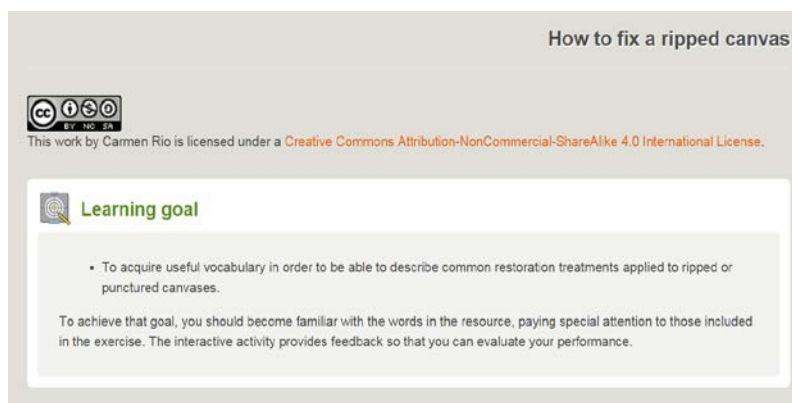 How to fix a ripped canvas
cc
BY NC SA
This work by Carmen Rio is licensed under a Creative Commons Attribution-NonCommercial-ShareAlike 4.0 International License.
Learning goal
• To acquire useful vocabulary in order to be able to describe common restoration treatments applied to ripped or
punctured canvases.
To achieve that goal, you should become familiar with the words in the resource, paying special attention to those included
in the exercise. The interactive activity provides feedback so that you can evaluate your performance.